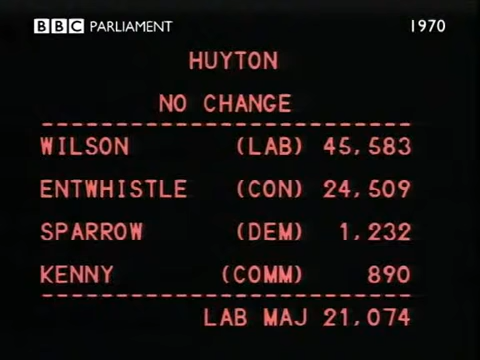 BBC PARLIAMENT 1970
HUYTON
NO CHANGE
WILSON (LAB) 45,583
ENTWHISTLE (CON) 24,509
SPARROW (DEM) 1,232
KENNY (COMM) 890
LAB MAJ 21,074